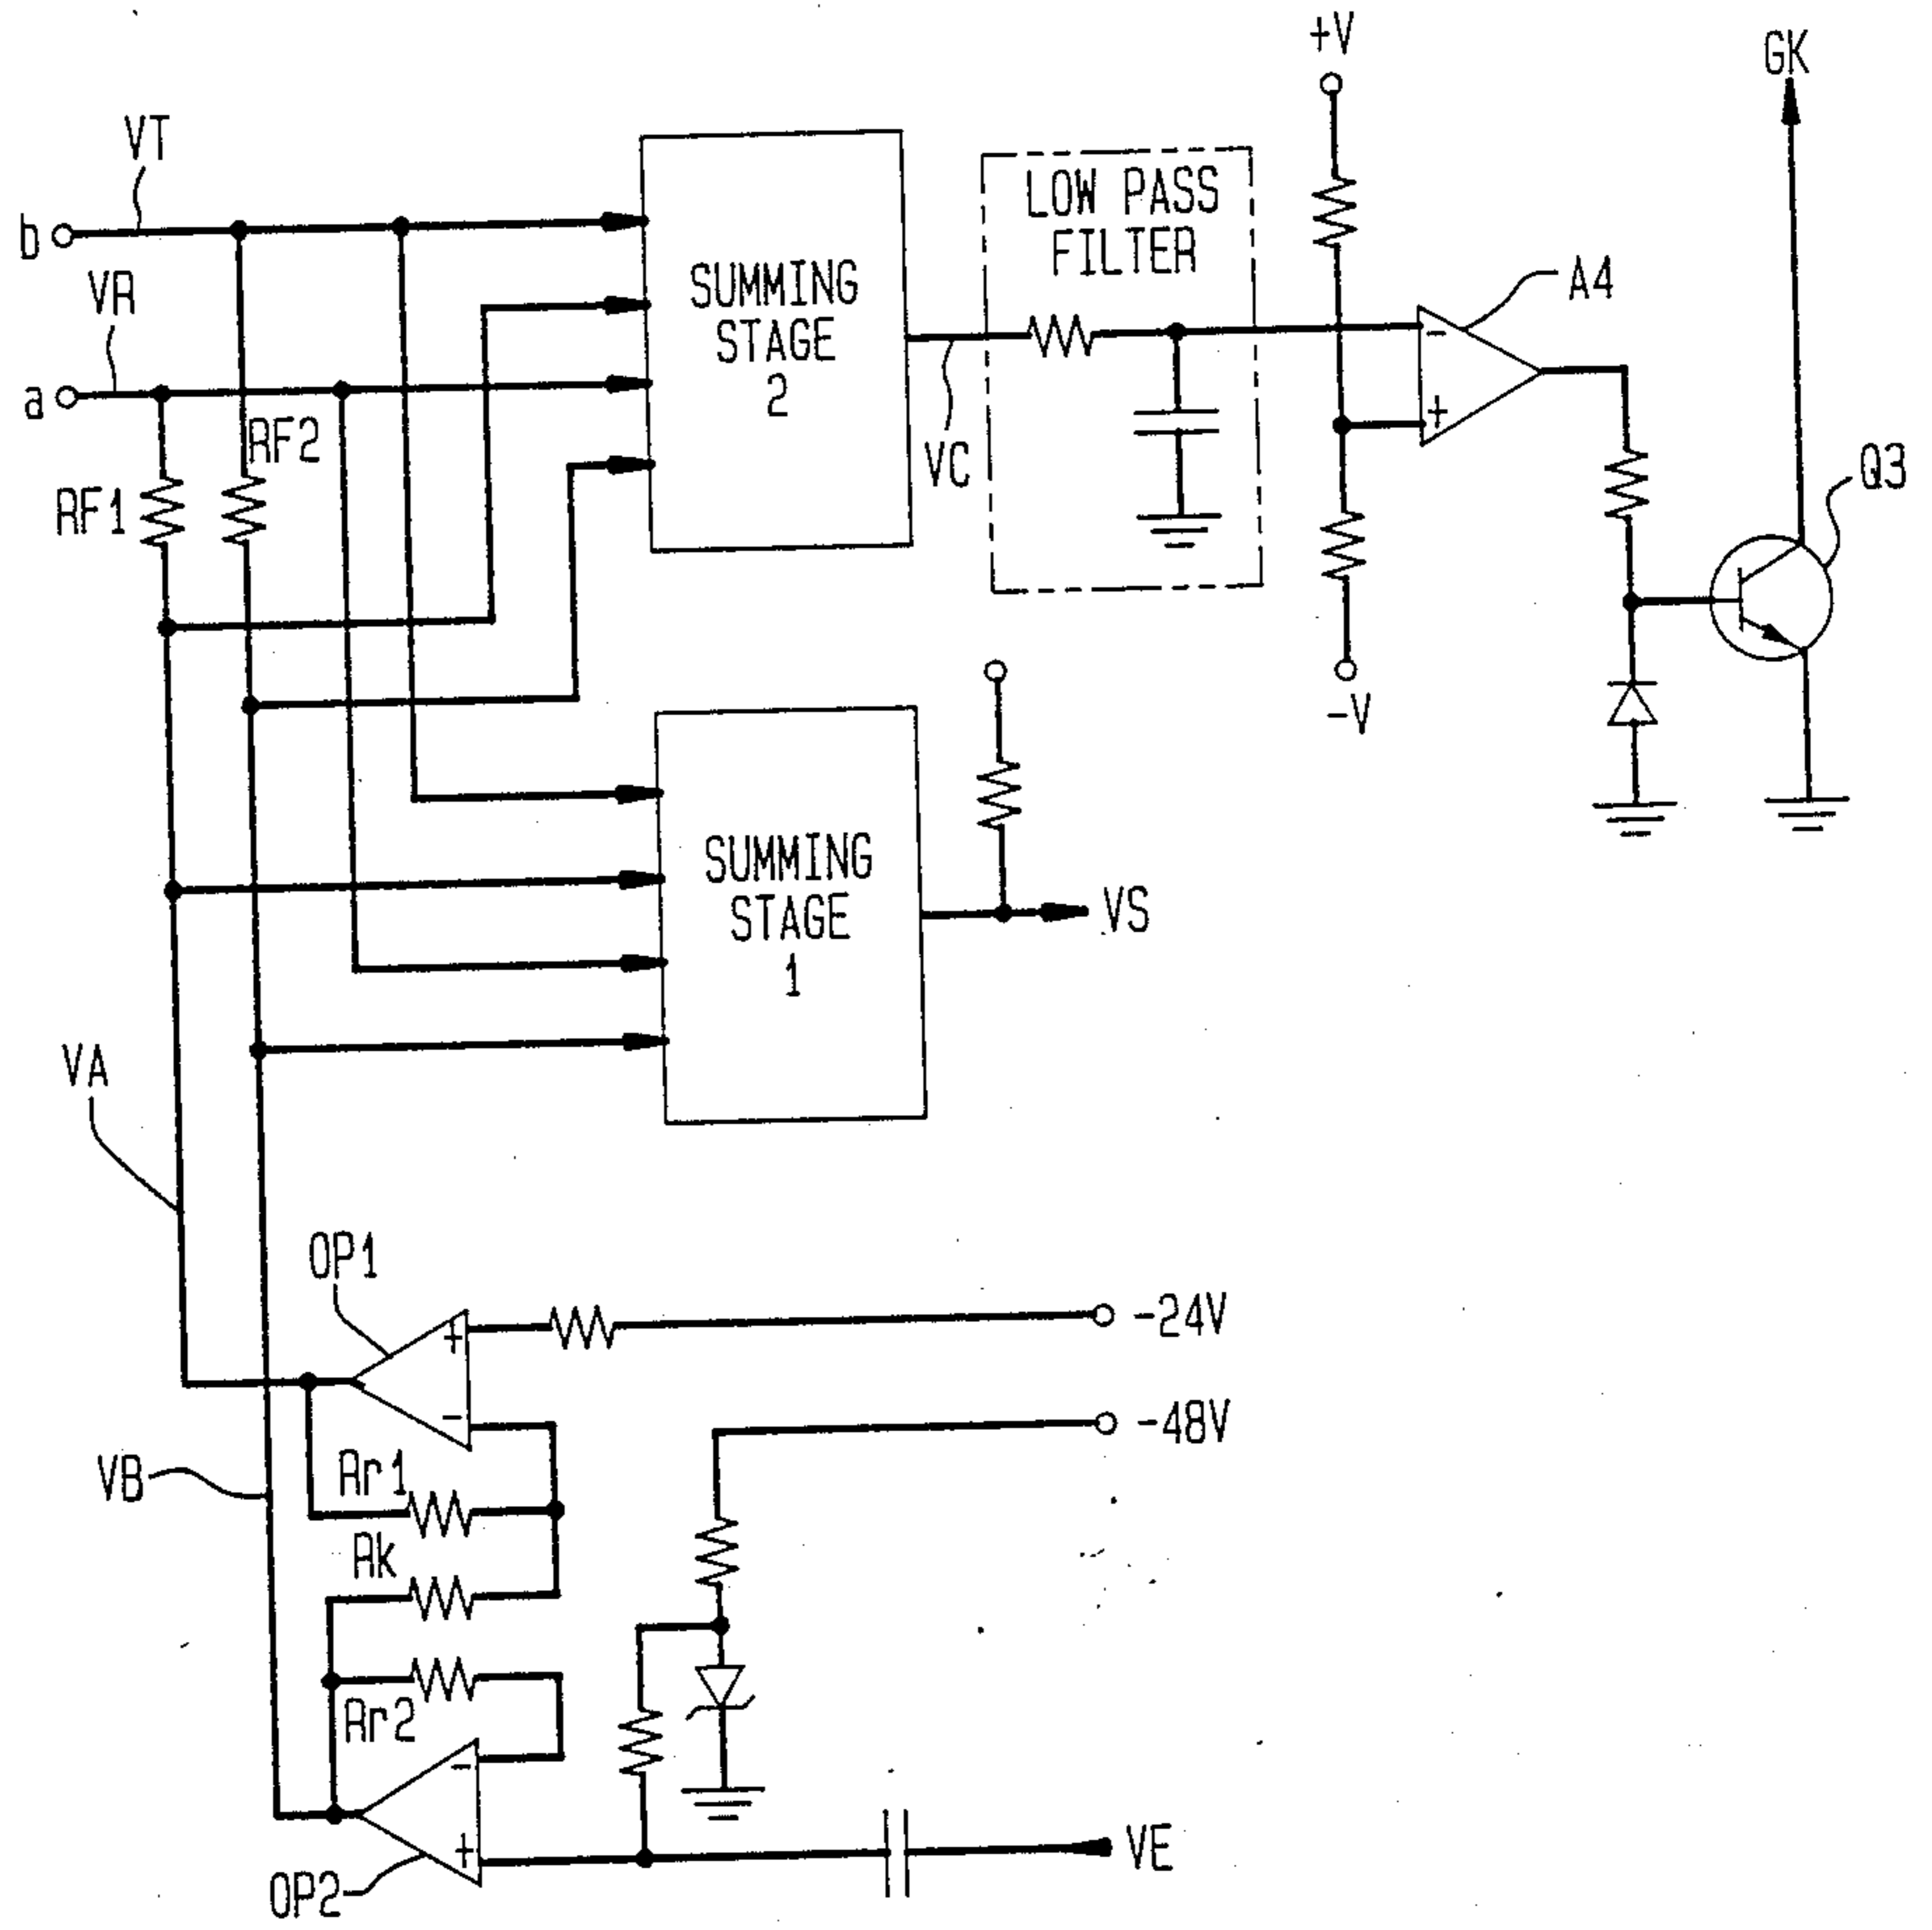 +V
GK
VT
b
LOW PASS
FILTER
SUMMING
STAGE
2
A4
VR
a
RF2
RF1
VC
Q3
-
+
-V
SUMMING
STAGE
1
VS
VA
OP1
+
-24V
-
-48V
VB
Rr1
Rk
Rr2
-
+
VE
OP2